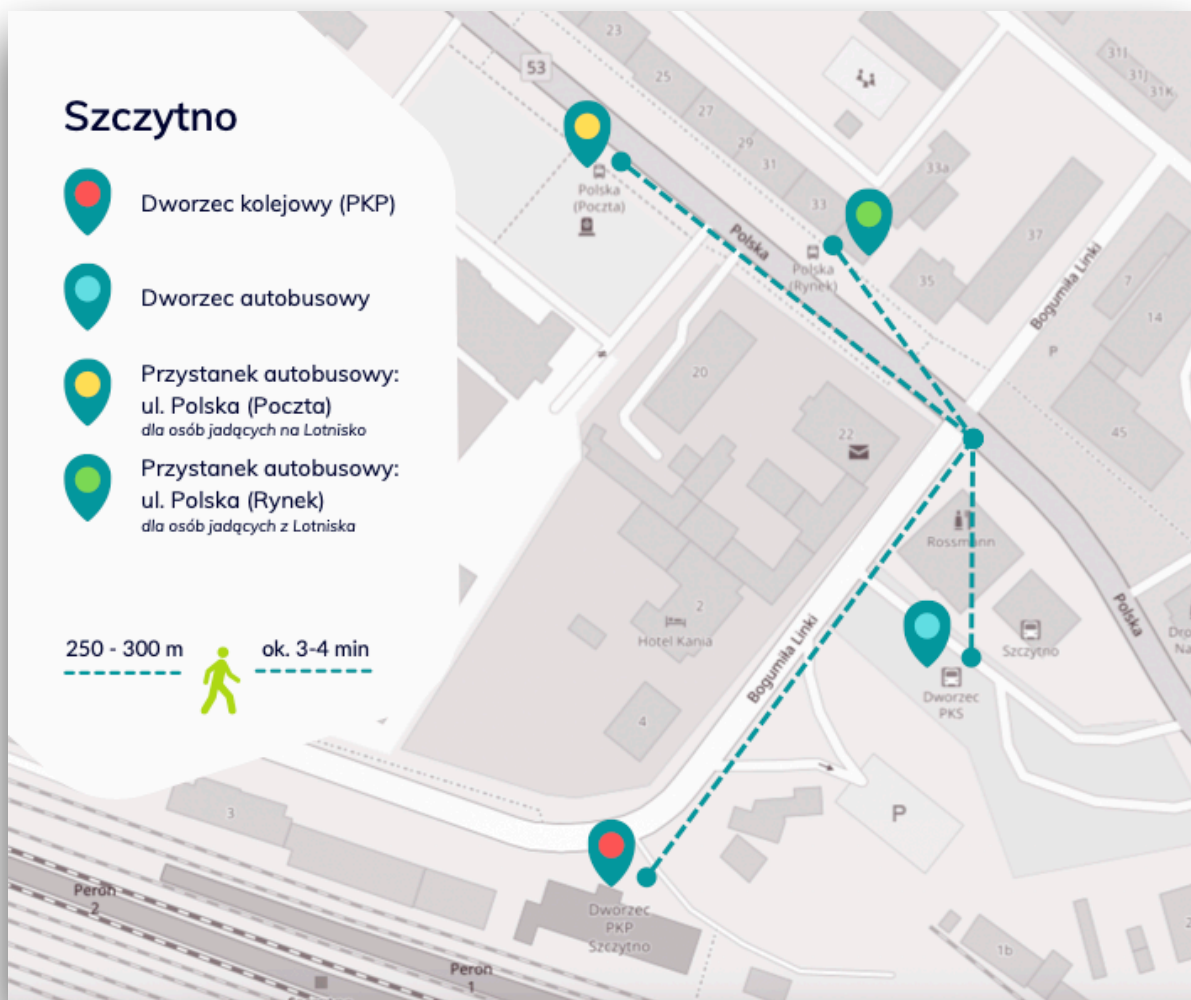 Szczytno
Dworzec kolejowy (PKP)
Dworzec autobusowy
Przystanek autobusowy:
ul. Polska (Poczta)
dla osób jadących na Lotnisko
Przystanek autobusowy:
ul. Polska (Rynek)
dla osób jadących z Lotniska
250 - 300 m
ok. 3-4 min
23
53
25
27
29
31
33
33a
31J
31K
37
35
7
14
P
45
Polska
(Poczta)
Polska
Polska
(Rynek)
Bogumiła Linki
20
22
Rossmann
2
Hotel Kania
4
Bogumiła Linki
Szczytno
Dworzec
PKS
Polska
P
3
Peron
2
Dworzec
PKP
Szczytno
Peron
1
1b